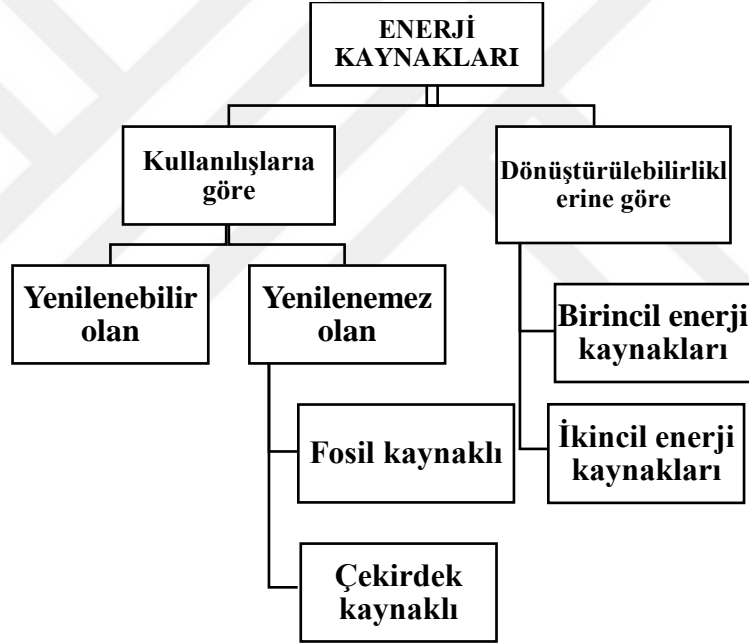 ENERJİ
KAYNAKLARI
Kullanılışlarıa
göre
Dönüştürülebilirlikl
erine göre
Yenilenebilir
olan
Yenilenemez
olan
Birincil enerji
kaynakları
Fosil kaynaklı
İkincil enerji
kaynakları
Çekirdek
kaynaklı